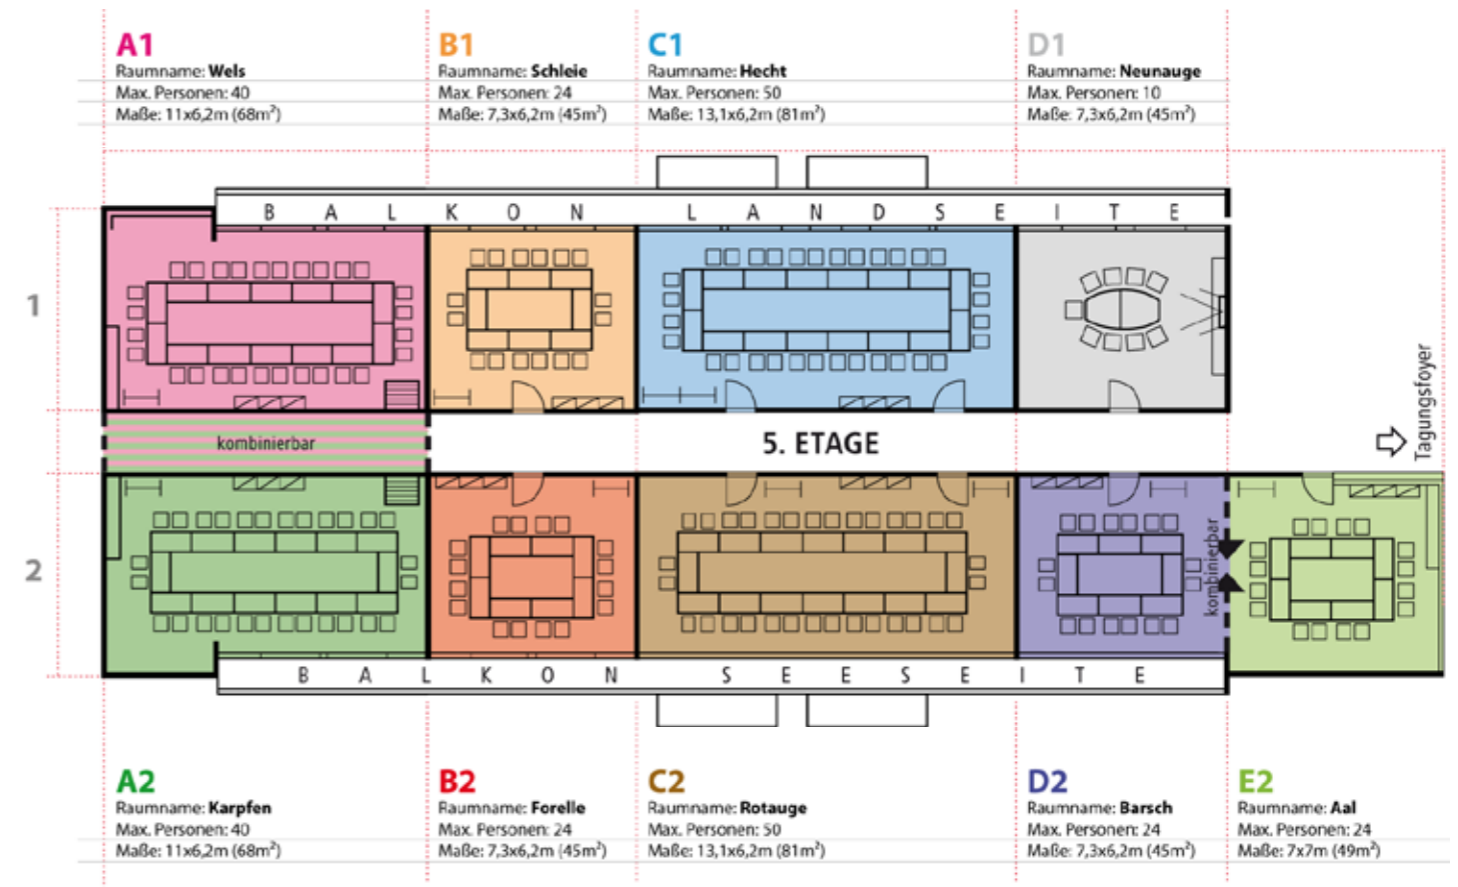 A1
Raumname: Wels
Max. Personen: 40
Maße: 11x6,2m (68m²)
B1
Raumname: Schleie
Max. Personen: 24
Maße: 7,3x6,2m (45m²)
C1
Raumname: Hecht
Max. Personen: 50
Maße: 13,1x6,2m (81m²)
D1
Raumname: Neunauge
Max. Personen: 10
Maße: 7,3x6,2m (45m²)
BALKON LANDSEITE
1
Tagungsfoyer
kombinierbar
5. ETAGE
kombinierbar
2
BALKON SEESEITE
A2
Raumname: Karpfen
Max. Personen: 40
Maße: 11x6,2m (68m²)
B2
Raumname: Forelle
Max. Personen: 24
Maße: 7,3x6,2m (45m²)
C2
Raumname: Rotauge
Max. Personen: 50
Maße: 13,1x6,2m (81m²)
D2
Raumname: Barsch
Max. Personen: 24
Maße: 7,3x6,2m (45m²)
E2
Raumname: Aal
Max. Personen: 24
Maße: 7x7m (49m²)